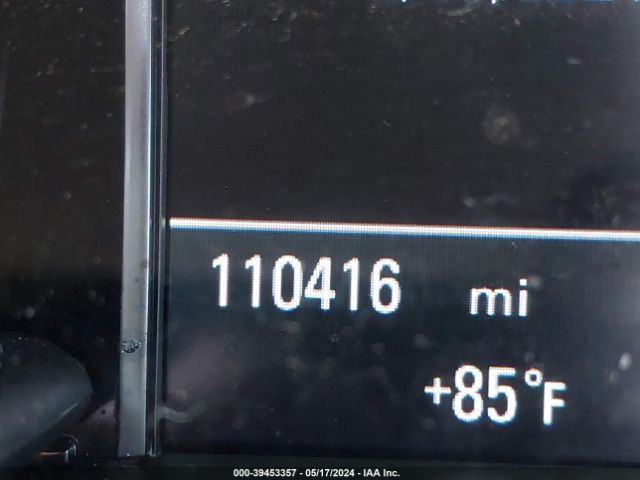 110416 mi
+85°F
000-39453357 - 05/17/2024 - IAA Inc.